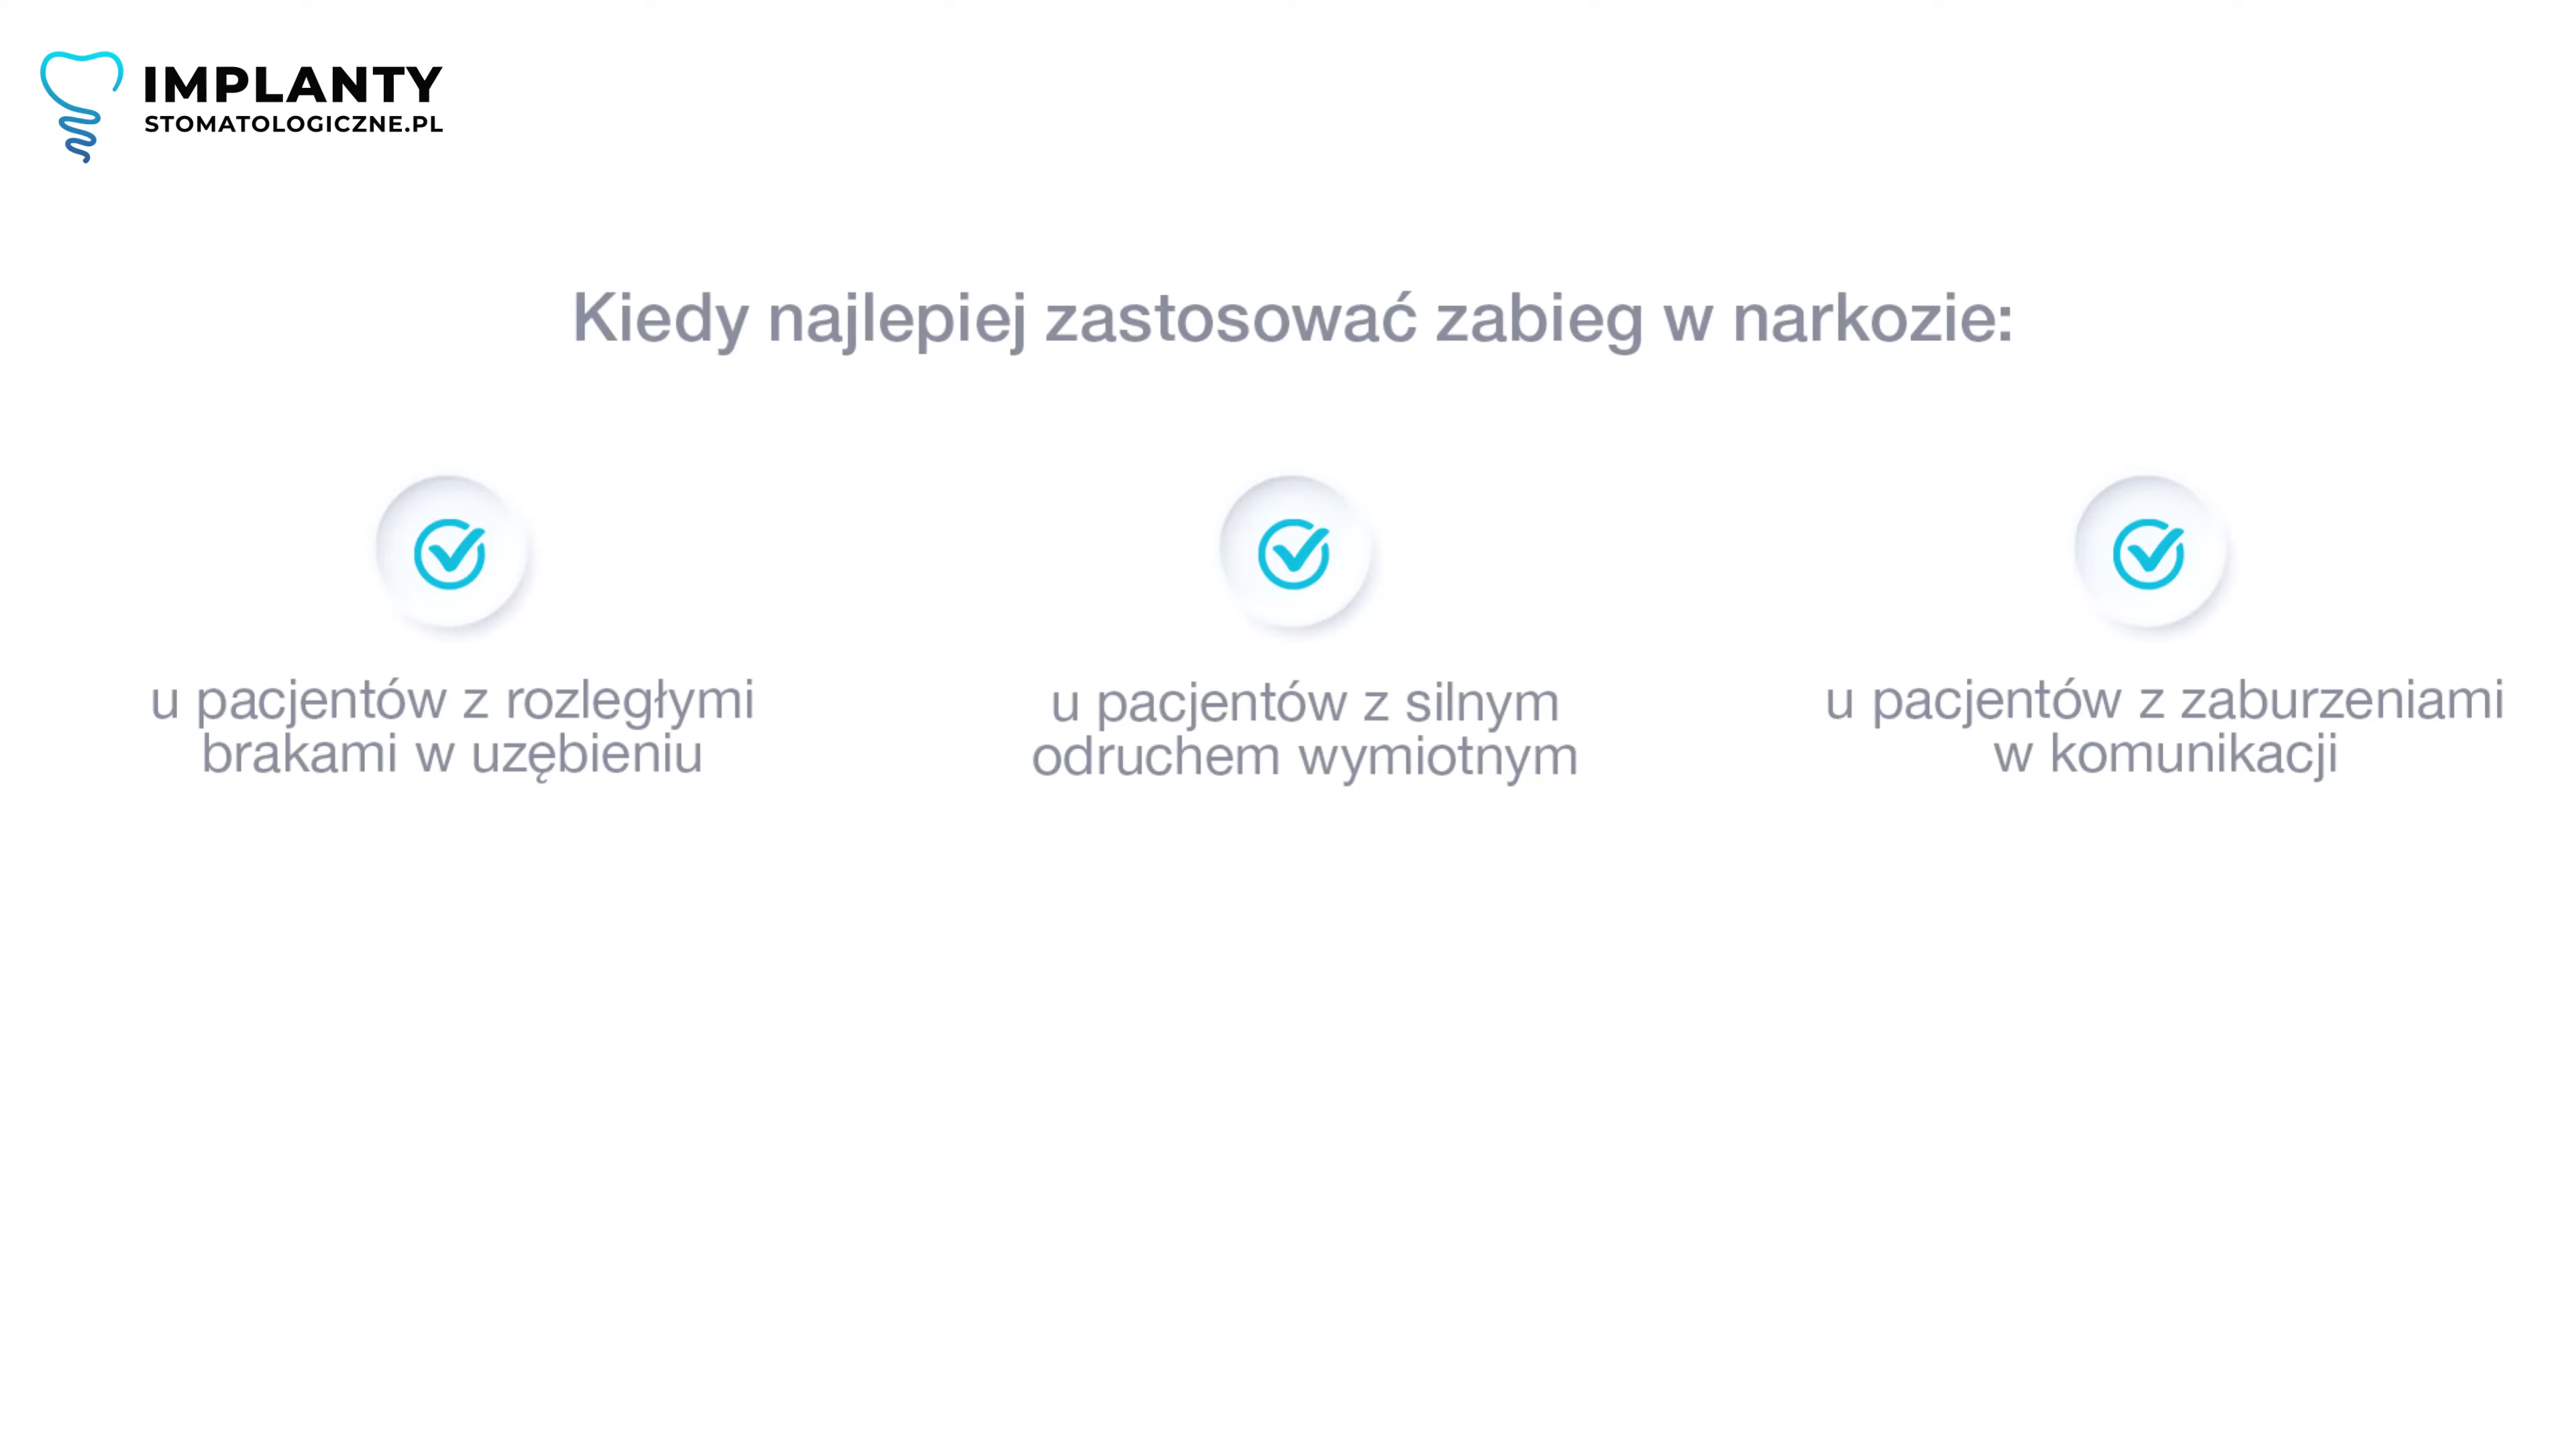 IMPLANTY
STOMATOLOGICZNE.PL
Kiedy najlepiej zastosować zabieg w narkozie:
u pacjentów z rozległymi
brakami w uzębieniu
u pacjentów z silnym
odruchem wymiotnym
u pacjentów z zaburzeniami
w komunikacji